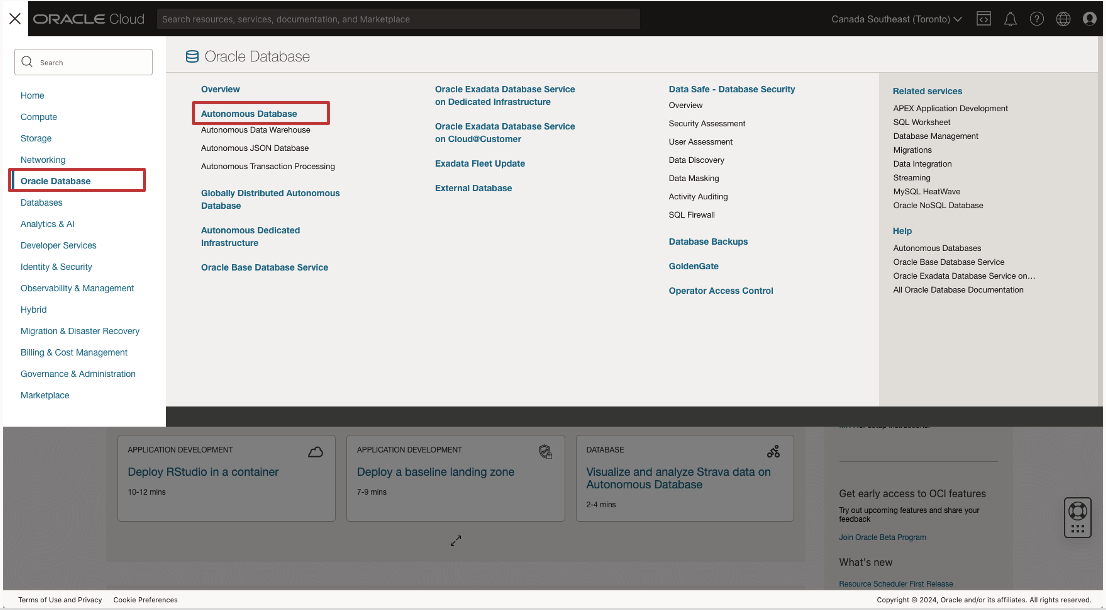 ORACLE Cloud
Search resources, services, documentation, and Marketplace
Canada Southeast (Toronto)
Search
Home
Compute
Storage
Networking
Oracle Database
Databases
Analytics & AI
Developer Services
Identity & Security
Observability & Management
Hybrid
Migration & Disaster Recovery
Billing & Cost Management
Governance & Administration
Marketplace
Oracle Database
Overview
Autonomous Database
Autonomous Data Warehouse
Autonomous JSON Database
Autonomous Transaction Processing
Globally Distributed Autonomous
Database
Autonomous Dedicated
Infrastructure
Oracle Base Database Service
Oracle Exadata Database Service
on Dedicated Infrastructure
Oracle Exadata Database Service
on Cloud@Customer
Exadata Fleet Update
External Database
Data Safe - Database Security
Overview
Security Assessment
User Assessment
Data Discovery
Data Masking
Activity Auditing
SQL Firewall
Database Backups
GoldenGate
Operator Access Control
Related services
APEX Application Development
SQL Worksheet
Database Management
Migrations
Data Integration
Streaming
MySQL HeatWave
Oracle NoSQL Database
Help
Autonomous Databases
Oracle Base Database Service
Oracle Exadata Database Service on...
All Oracle Database Documentation
APPLICATION DEVELOPMENT
Deploy RStudio in a container
10-12 mins
APPLICATION DEVELOPMENT
Deploy a baseline landing zone
7-9 mins
DATABASE
Visualize and analyze Strava data on
Autonomous Database
2-4 mins
Get early access to OCI features
Try out upcoming features and share your
feedback
Join Oracle Beta Program
What's new
Resource Scheduler First Release
Terms of Use and Privacy
Cookie Preferences
Copyright © 2024, Oracle and/or its affiliates. All rights reserved.